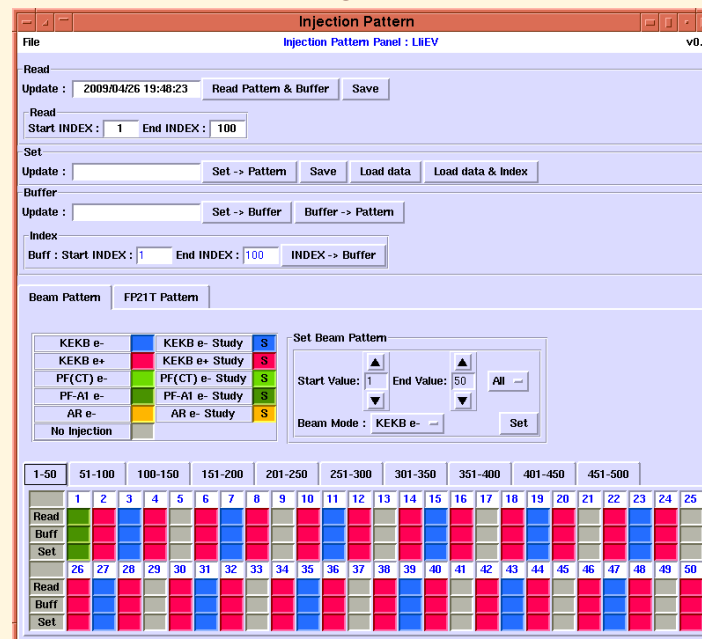 Injection Pattern
File Injection Pattern Panel : LIiEV v0.
Read
Update : 2009/04/26 19:48:23 Read Pattern & Buffer Save
Read
Start INDEX : 1 End INDEX : 100
Set
Update : Set -> Pattern Save Load data Load data & Index
Buffer
Update : Set -> Buffer Buffer -> Pattern
Index
Buff : Start INDEX : 1 End INDEX : 100 INDEX -> Buffer
Beam Pattern FP21T Pattern
KEKB e- KEKB e- Study S
KEKB e+ KEKB e+ Study S
PF(CT) e- PF(CT) e- Study S
PF-A1 e- PF-A1 e- Study S
AR e- AR e- Study S
No Injection
Set Beam Pattern
Start Value: 1 End Value: 50 All
Beam Mode : KEKB e- Set
1-50 51-100 100-150 151-200 201-250 251-300 301-350 351-400 401-450 451-500
1 2 3 4 5 6 7 8 9 10 11 12 13 14 15 16 17 18 19 20 21 22 23 24 25
Read
Buff
Set
26 27 28 29 30 31 32 33 34 35 36 37 38 39 40 41 42 43 44 45 46 47 48 49 50
Read
Buff
Set